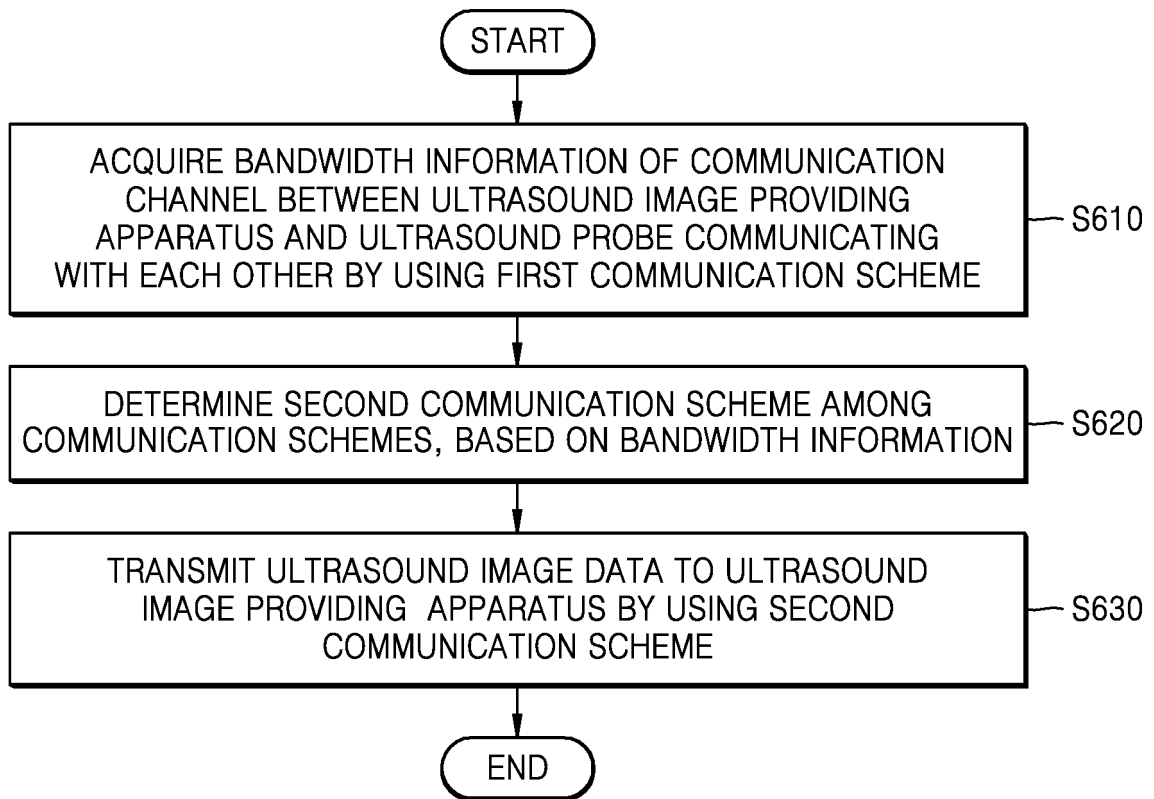 START
ACQUIRE BANDWIDTH INFORMATION OF COMMUNICATION
CHANNEL BETWEEN ULTRASOUND IMAGE PROVIDING
APPARATUS AND ULTRASOUND PROBE COMMUNICATING
WITH EACH OTHER BY USING FIRST COMMUNICATION SCHEME
S610
DETERMINE SECOND COMMUNICATION SCHEME AMONG
COMMUNICATION SCHEMES, BASED ON BANDWIDTH INFORMATION
S620
TRANSMIT ULTRASOUND IMAGE DATA TO ULTRASOUND
IMAGE PROVIDING APPARATUS BY USING SECOND
COMMUNICATION SCHEME
S630
END